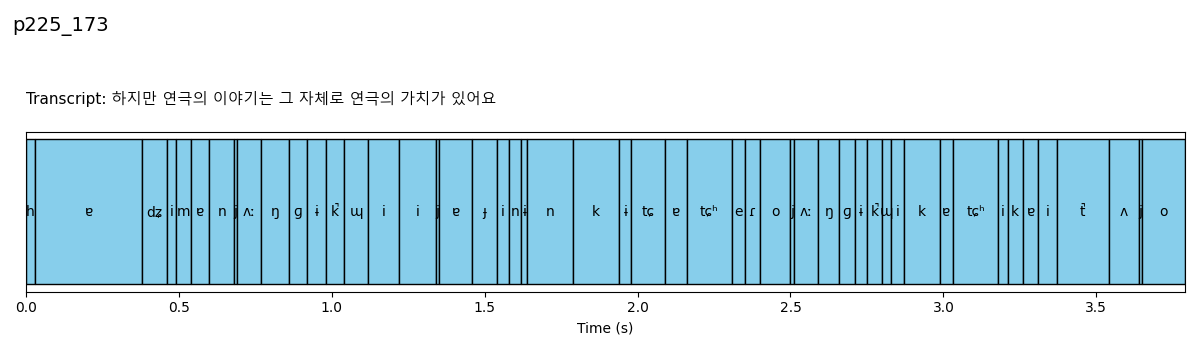 p225_173
Transcript: 하지만 연극의 이야기는 그 자체로 연극의 가치가 있어요
h ɐ dʑ i m ɐ n j ʌː ŋ ɡ ɨ k̚ ɰ i i j ɐ ɟ i n ɨ n k ɨ tɕ ɐ tɕʰ e ɾ o j ʌː ŋ ɡ ɨ k̚ ɰ i k ɐ tɕʰ i k ɐ i t̚ ʌ j o
0.0 0.5 1.0 1.5 2.0 2.5 3.0 3.5
Time (s)